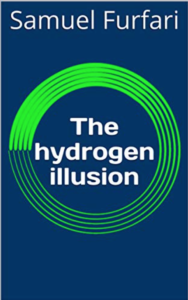 Samuel Furfari
The
hydrogen
illusion